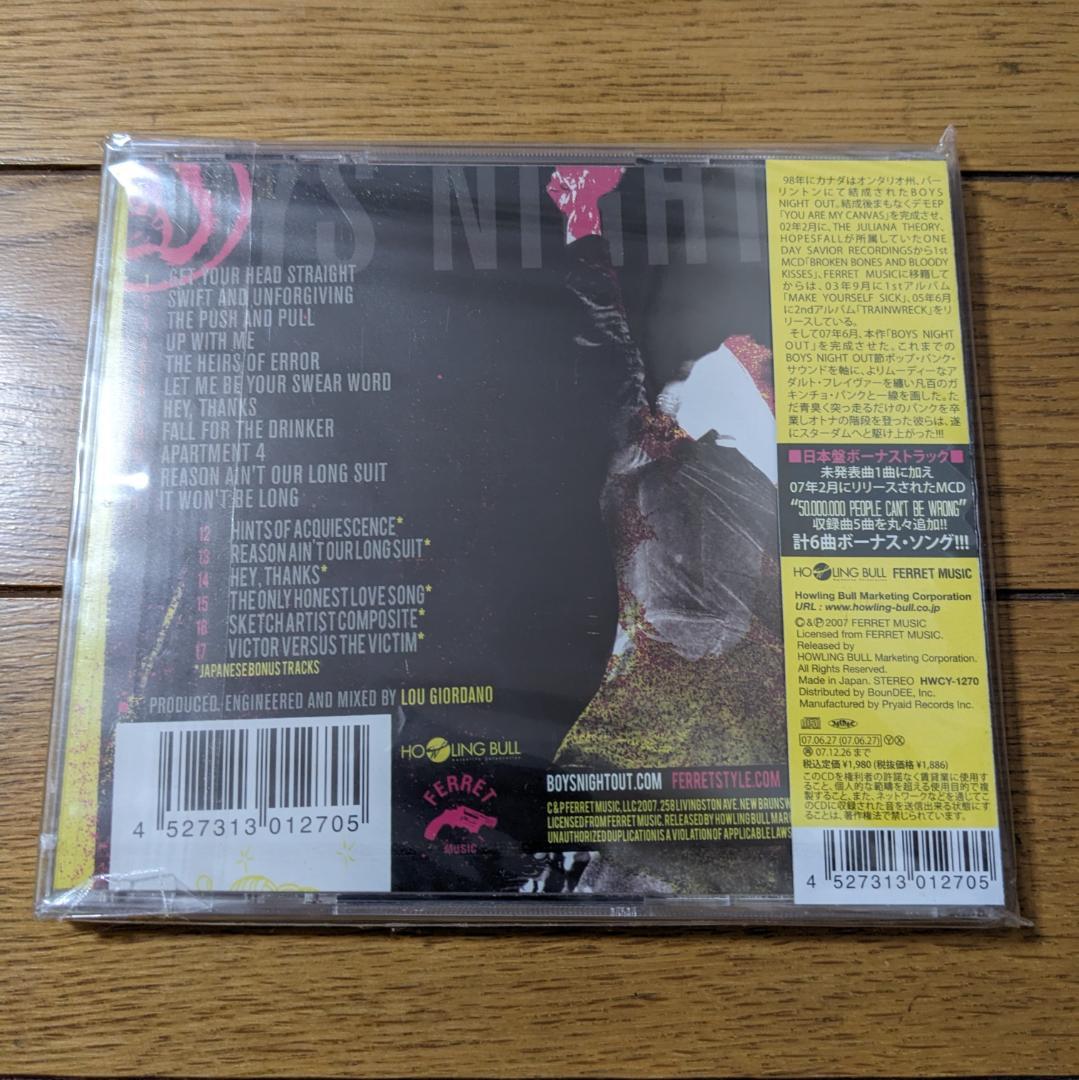 BOYS NIGHT
1 GET YOUR HEAD STRAIGHT
SWIFT AND UNFORGIVING
THE PUSH AND PULL
UP WITH ME
THE HEIRS OF ERROR
LET ME BE YOUR SWEAR WORD
HEY, THANKS
FALL FOR THE DRINKER
APARTMENT 4
REASON AIN'T OUR LONG SUIT
IT WON'T BE LONG
12 HINTS OF ACQUIESCENCE*
13 REASON AIN'T OUR LONG SUIT*
14 HEY, THANKS*
15 THE ONLY HONEST LOVE SONG*
16 SKETCH ARTIST COMPOSITE*
17 VICTOR VERSUS THE VICTIM*
*JAPANESE BONUS TRACKS
PRODUCED, ENGINEERED AND MIXED BY LOU GIORDANO
4 527313 012705
HOWLING BULL
FERRET
MUSIC
BOYSNIGHTOUT.COM FERRETSTYLE.COM
C&P FERRET MUSIC, LLC 2007. 258 LIVINGSTON AVE. NEW BRUNSW
LICENSED FROM FERRET MUSIC. RELEASED BY HOWLING BULL MAR
UNAUTHORIZED DUPLICATION IS A VIOLATION OF APPLICABLE LAWS
98年にカナダはオンタリオ州、バー
リントンにて結成されたBOYS
NIGHT OUT。結成後まもなくデモEP
「YOU ARE MY CANVAS」を完成させ、
02年2月に、THE JULIANA THEORY、
HOPESFALLが所属していたONE
DAY SAVIOR RECORDINGSから1st
MCD「BROKEN BONES AND BLOODY
KISSES」、FERRET MUSICに移籍して
からは、03年9月に1stアルバム
「MAKE YOURSELF SICK」、05年6月
に2ndアルバム「TRAINWRECK」をリ
リースしている。
そして07年6月、本作「BOYS NIGHT
OUT」を完成させた。これまでの
BOYS NIGHT OUT節ポップ・パンク・
サウンドを軸に、よりムーディーなア
ダルト・フレイヴァーを纏い凡百のガ
キンチョ・パンクと一線を画した。た
だ青臭く突っ走るだけのパンクを卒
業しオトナの階段を登った彼らは、遂
にスターダムへと駆け上がった!!!
■日本盤ボーナストラック■
未発表曲1曲に加え
07年2月にリリースされたMCD
"50.000.000 PEOPLE CAN'T BE WRONG"
収録曲5曲を丸々追加!!
計6曲ボーナス・ソング!!!
HOWLING BULL FERRET MUSIC
Howling Bull Marketing Corporation
URL : www.howling-bull.co.jp
©&℗ 2007 FERRET MUSIC
Licensed from FERRET MUSIC.
Released by
HOWLING BULL Marketing Corporation.
All Rights Reserved.
Made in Japan. STEREO HWCY-1270
Distributed by BounDEE, Inc.
Manufactured by Pryaid Records Inc.
07.06.27 (07.06.27) Ⓨ Ⓧ
再 07.12.26まで
税込定価 ¥1,980 (税抜価格 ¥1,886)
このCDを権利者の許諾なく賃貸業に使用す
ること、個人的な範囲を超える使用目的で複
製すること、また、ネットワークなどを通じてこ
のCDに収録された音を送信出来る状態にす
ることは、著作権法で禁じられています。
4 527313 012705